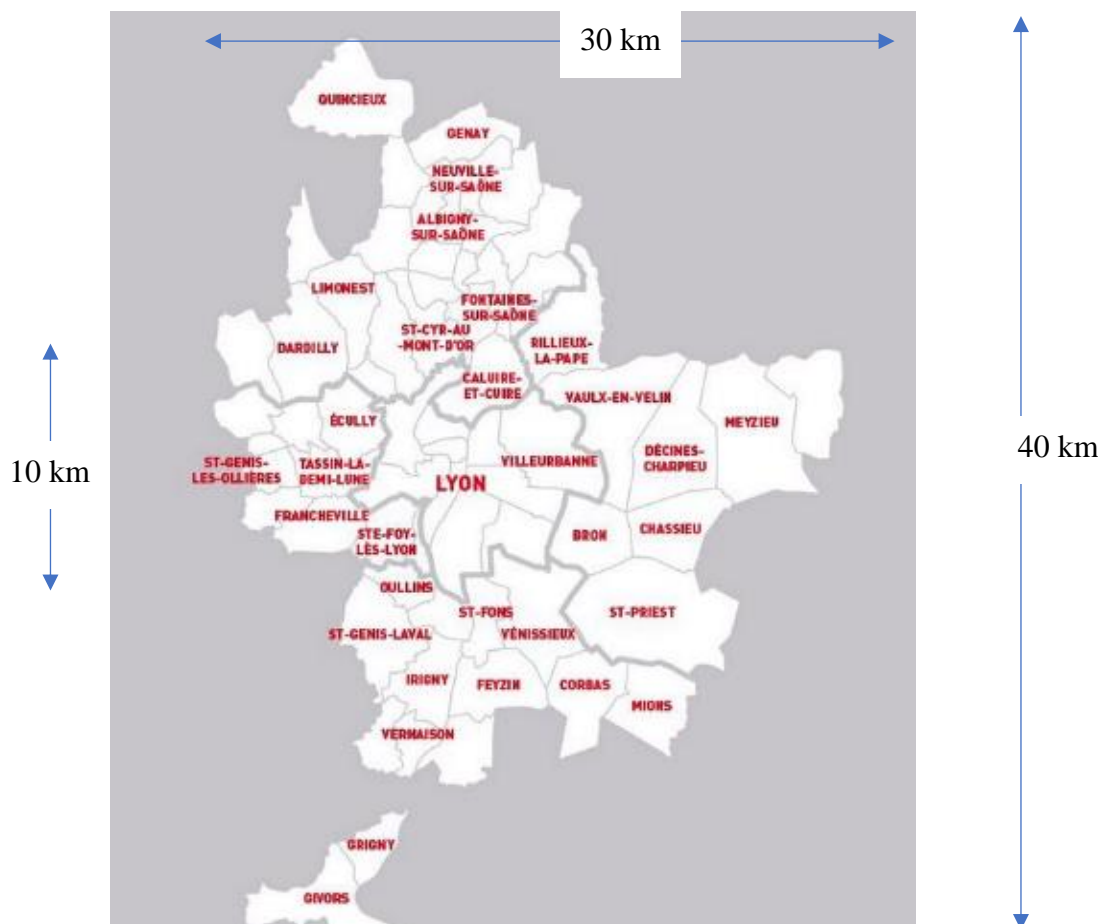 30 km
QUINCIEUX
GENAY
NEUVILLE-
SUR-SAÔNE
ALBIGNY-
SUR-SAÔNE
LIMONEST
FONTAINES-
SUR-SAÔNE
ST-CYR-AU
-MONT-D'OR
DARDILLY
RILLIEUX-
LA-PAPE
CALUIRE-
ET-CUIRE
VAULX-EN-VELIN
MEYZIEU
ÉCULLY
10 km
40 km
ST-GENIS-
LES-OLLIÈRES
TASSIN-LA-
DEMI-LUNE
VILLEURBANNE
DÉCINES-
CHARPIEU
LYON
FRANCHEVILLE
STE-FOY-
LÈS-LYON
BRON
CHASSIEU
OULLINS
ST-FONS
ST-PRIEST
ST-GENIS-LAVAL
VÉNISSIEUX
IRIGNY
FEYZIN
CORBAS
MIONS
VERNAISON
GRIGNY
GIVORS